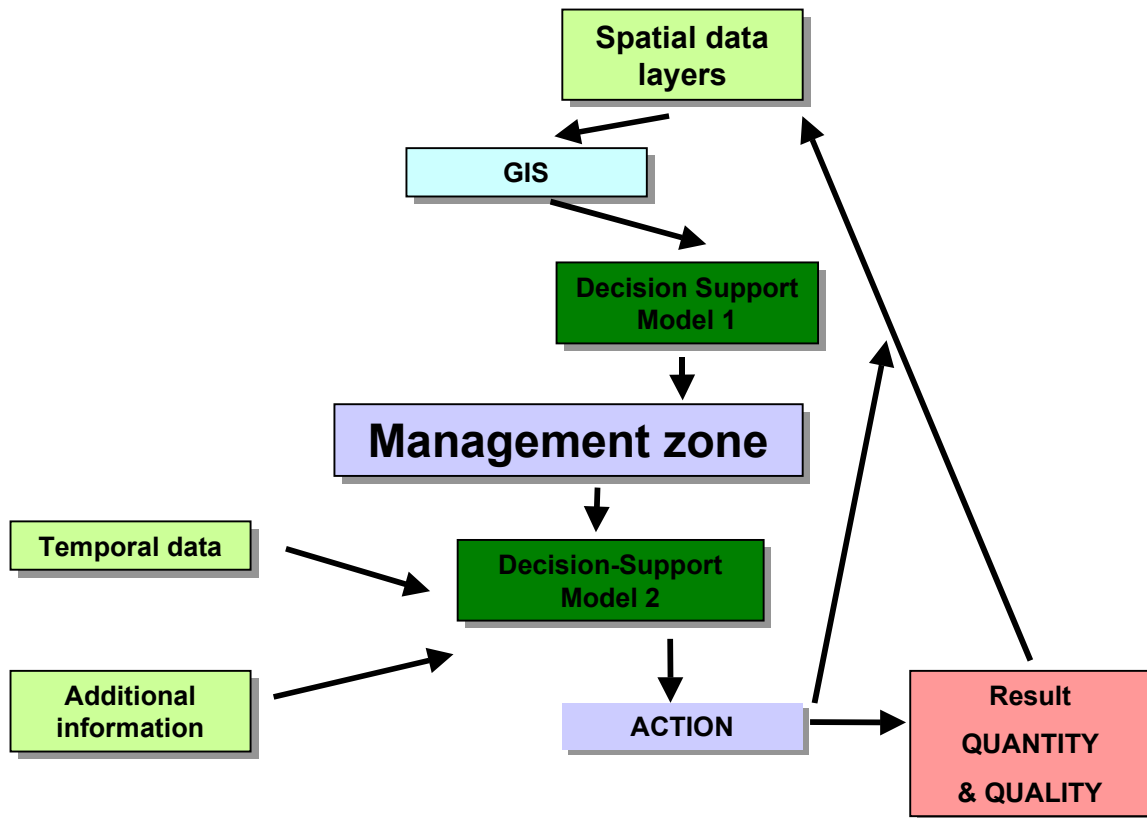 Spatial data
layers
GIS
Decision Support
Model 1
Management zone
Temporal data
Decision-Support
Model 2
Additional
information
ACTION
Result
QUANTITY
& QUALITY